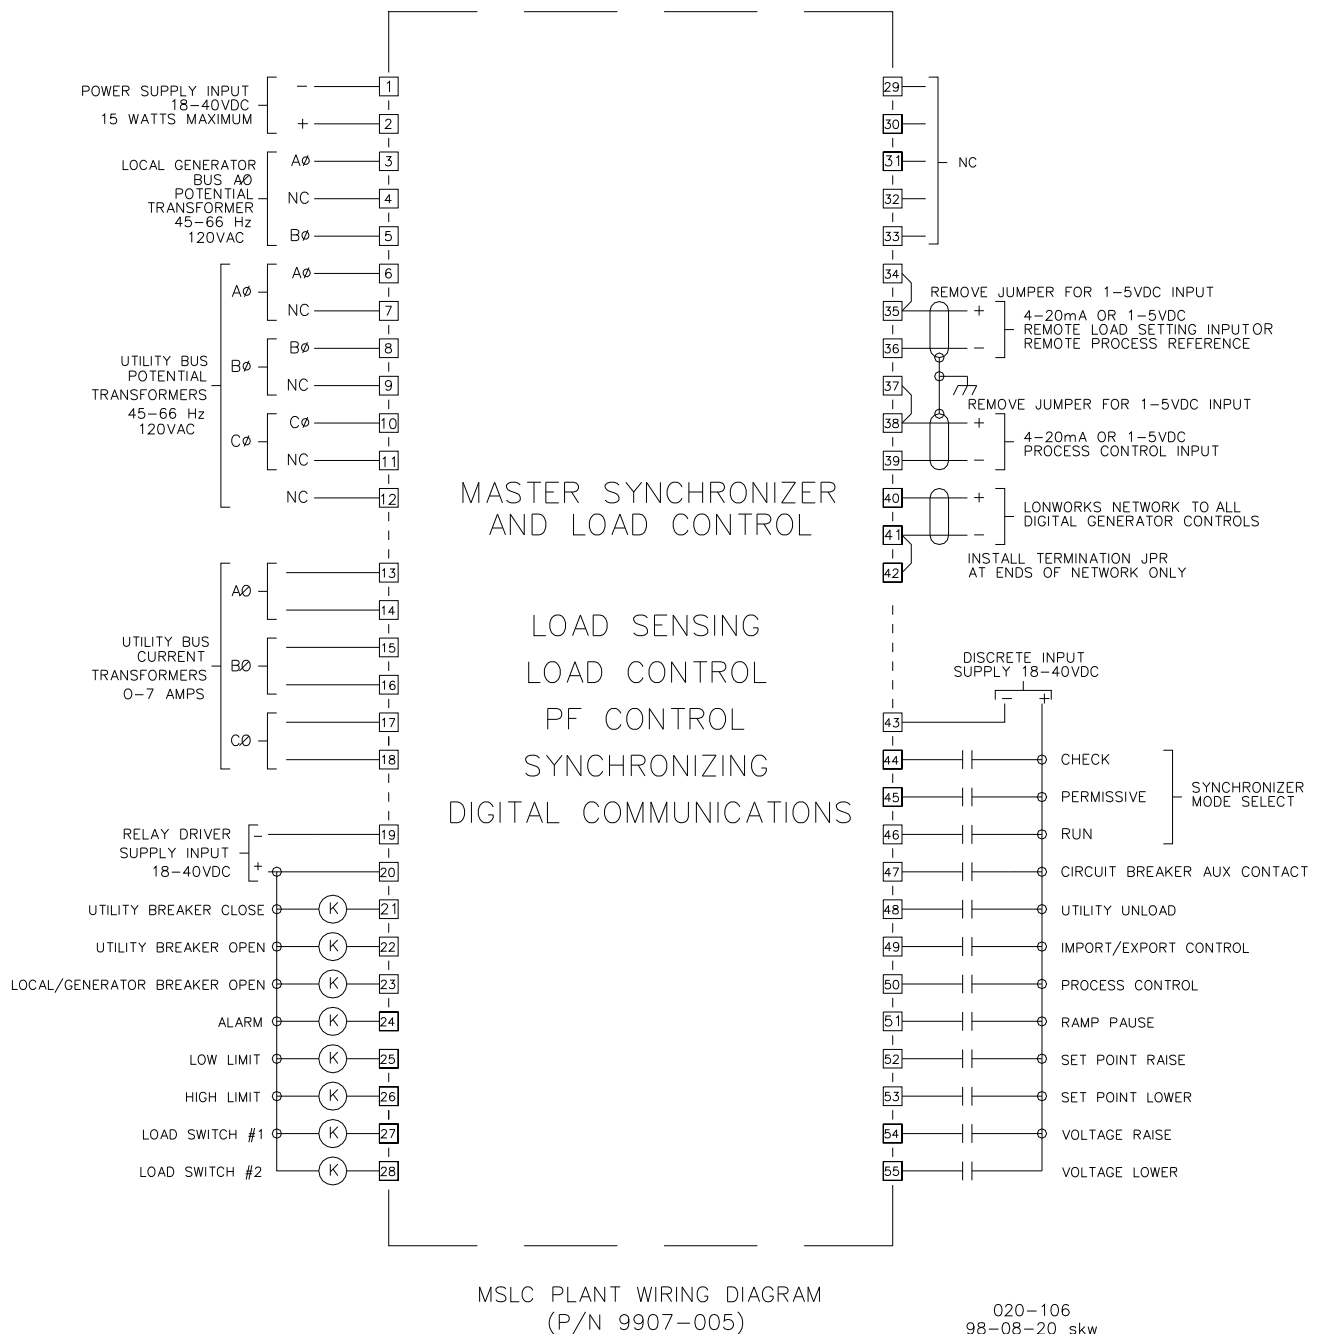 POWER SUPPLY INPUT
18-40VDC
15 WATTS MAXIMUM
- 1
+ 2
LOCAL GENERATOR
BUS AØ
POTENTIAL
TRANSFORMER
45-66 Hz
120VAC
AØ 3
NC 4
BØ 5
UTILITY BUS
POTENTIAL
TRANSFORMERS
45-66 Hz
120VAC
AØ
AØ 6
NC 7
BØ
BØ 8
NC 9
CØ
CØ 10
NC 11
NC 12
UTILITY BUS
CURRENT
TRANSFORMERS
0-7 AMPS
AØ
13
14
BØ
15
16
CØ
17
18
RELAY DRIVER
SUPPLY INPUT
18-40VDC
- 19
+ 20
UTILITY BREAKER CLOSE K 21
UTILITY BREAKER OPEN K 22
LOCAL/GENERATOR BREAKER OPEN K 23
ALARM K 24
LOW LIMIT K 25
HIGH LIMIT K 26
LOAD SWITCH #1 K 27
LOAD SWITCH #2 K 28
MASTER SYNCHRONIZER
AND LOAD CONTROL
LOAD SENSING
LOAD CONTROL
PF CONTROL
SYNCHRONIZING
DIGITAL COMMUNICATIONS
29
30
31
32
33
NC
34
REMOVE JUMPER FOR 1-5VDC INPUT
35 +
36 -
4-20mA OR 1-5VDC
REMOTE LOAD SETTING INPUT OR
REMOTE PROCESS REFERENCE
37
REMOVE JUMPER FOR 1-5VDC INPUT
38 +
39 -
4-20mA OR 1-5VDC
PROCESS CONTROL INPUT
40 +
41 -
LONWORKS NETWORK TO ALL
DIGITAL GENERATOR CONTROLS
42
INSTALL TERMINATION JPR
AT ENDS OF NETWORK ONLY
DISCRETE INPUT
SUPPLY 18-40VDC
- +
43
44 CHECK
45 PERMISSIVE
46 RUN
SYNCHRONIZER
MODE SELECT
47 CIRCUIT BREAKER AUX CONTACT
48 UTILITY UNLOAD
49 IMPORT/EXPORT CONTROL
50 PROCESS CONTROL
51 RAMP PAUSE
52 SET POINT RAISE
53 SET POINT LOWER
54 VOLTAGE RAISE
55 VOLTAGE LOWER
MSLC PLANT WIRING DIAGRAM
(P/N 9907-005)
020-106
98-08-20 skw